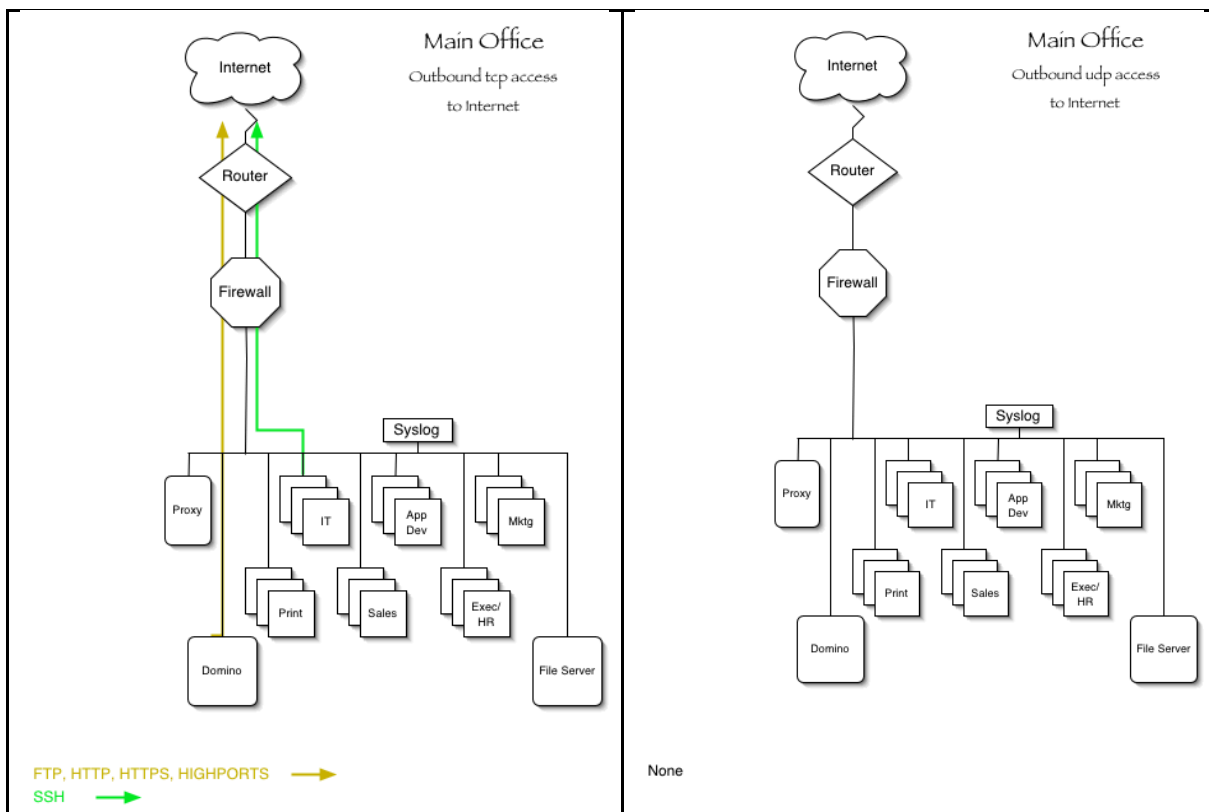 Main Office
Outbound tcp access
to Internet
Internet
Router
Firewall
Syslog
Proxy
IT
App
Dev
Mktg
Print
Sales
Exec/
HR
Domino
File Server
FTP, HTTP, HTTPS, HIGHPORTS
SSH
Main Office
Outbound udp access
to Internet
Internet
Router
Firewall
Syslog
Proxy
IT
App
Dev
Mktg
Print
Sales
Exec/
HR
Domino
File Server
None